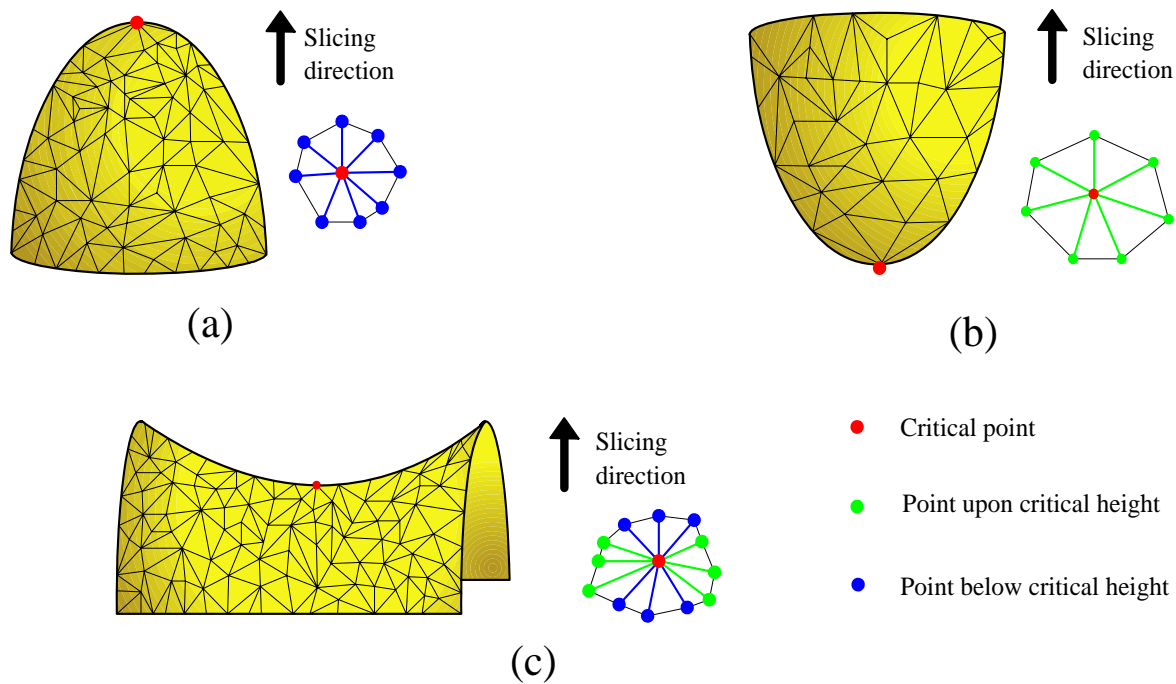 Slicing
direction
(a)
Slicing
direction
(b)
Slicing
direction
(c)
Critical point
Point upon critical height
Point below critical height